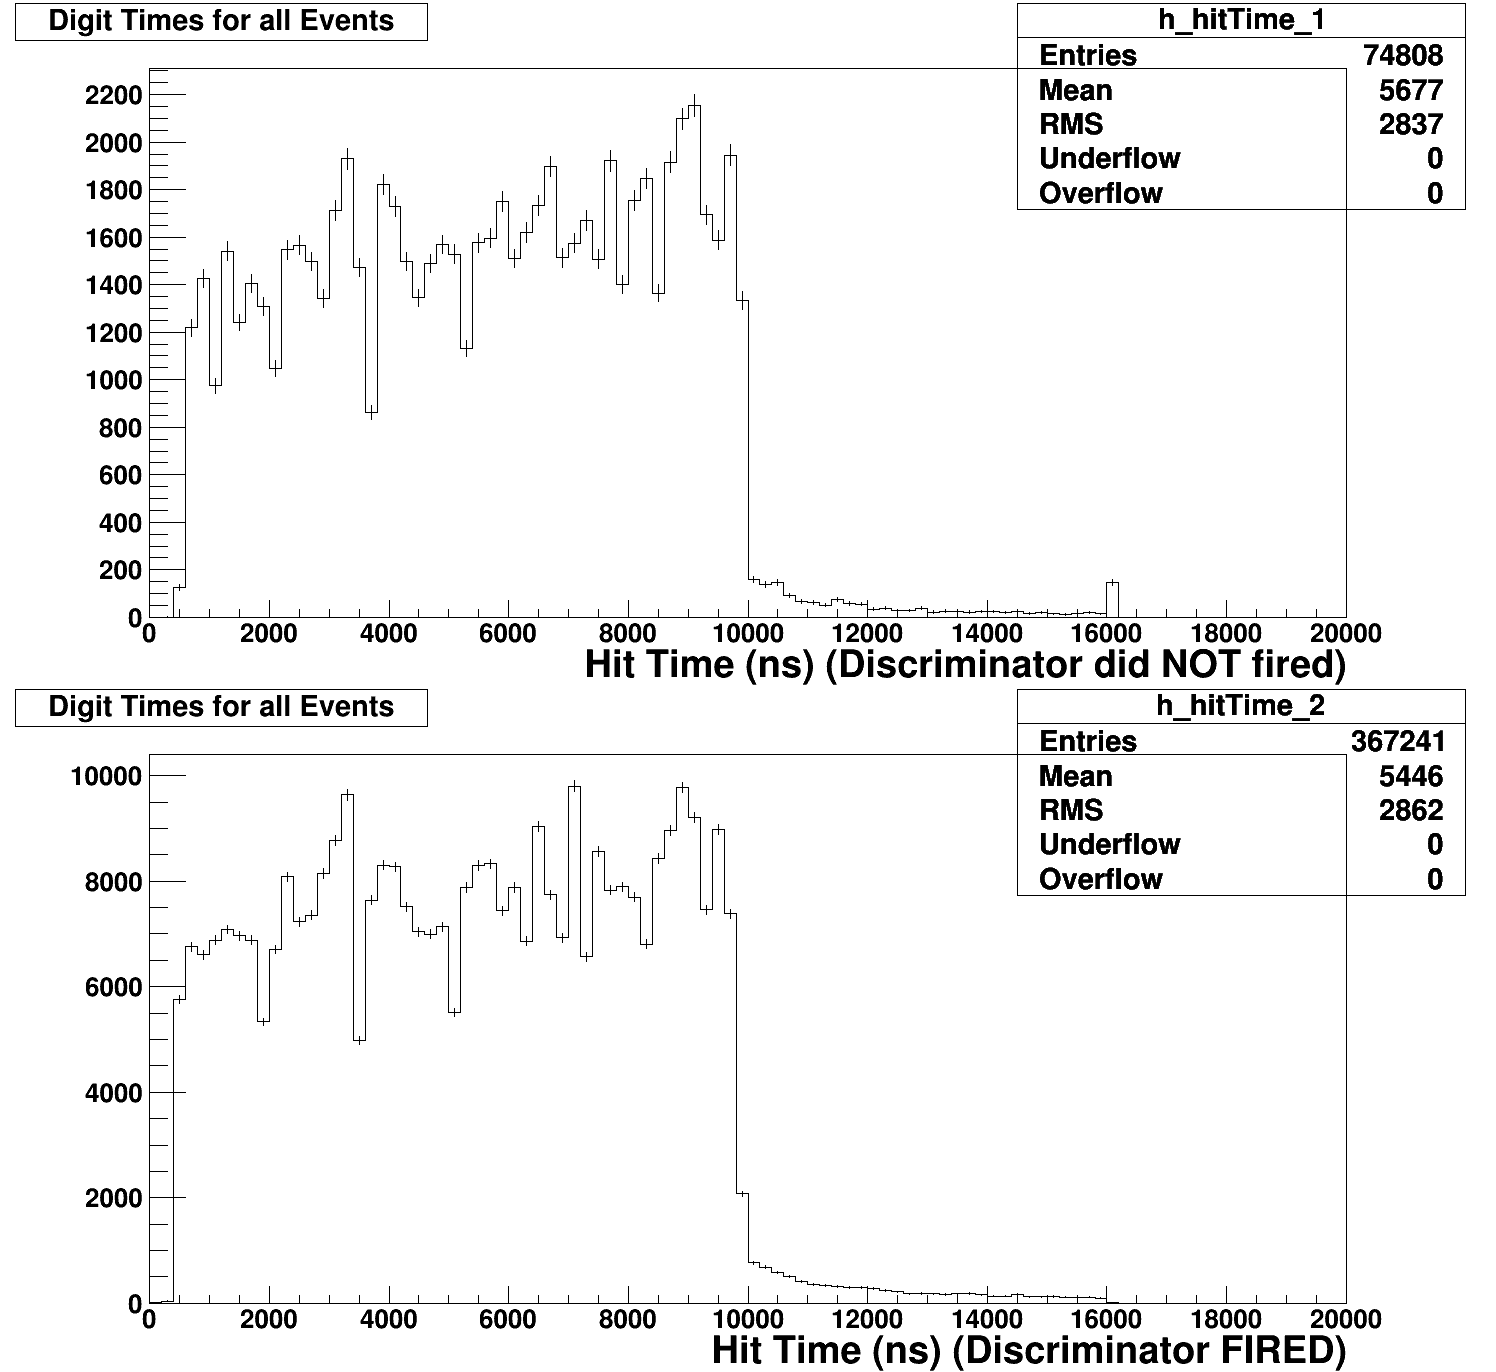 Digit Times for all Events
h_hitTime_1
Entries 74808
Mean 5677
RMS 2837
Underflow 0
Overflow 0
2200
2000
1800
1600
1400
1200
1000
800
600
400
200
0
0 2000 4000 6000 8000 10000 12000 14000 16000 18000 20000
Hit Time (ns) (Discriminator did NOT fired)
Digit Times for all Events
h_hitTime_2
Entries 367241
Mean 5446
RMS 2862
Underflow 0
Overflow 0
10000
8000
6000
4000
2000
0
0 2000 4000 6000 8000 10000 12000 14000 16000 18000 20000
Hit Time (ns) (Discriminator FIRED)